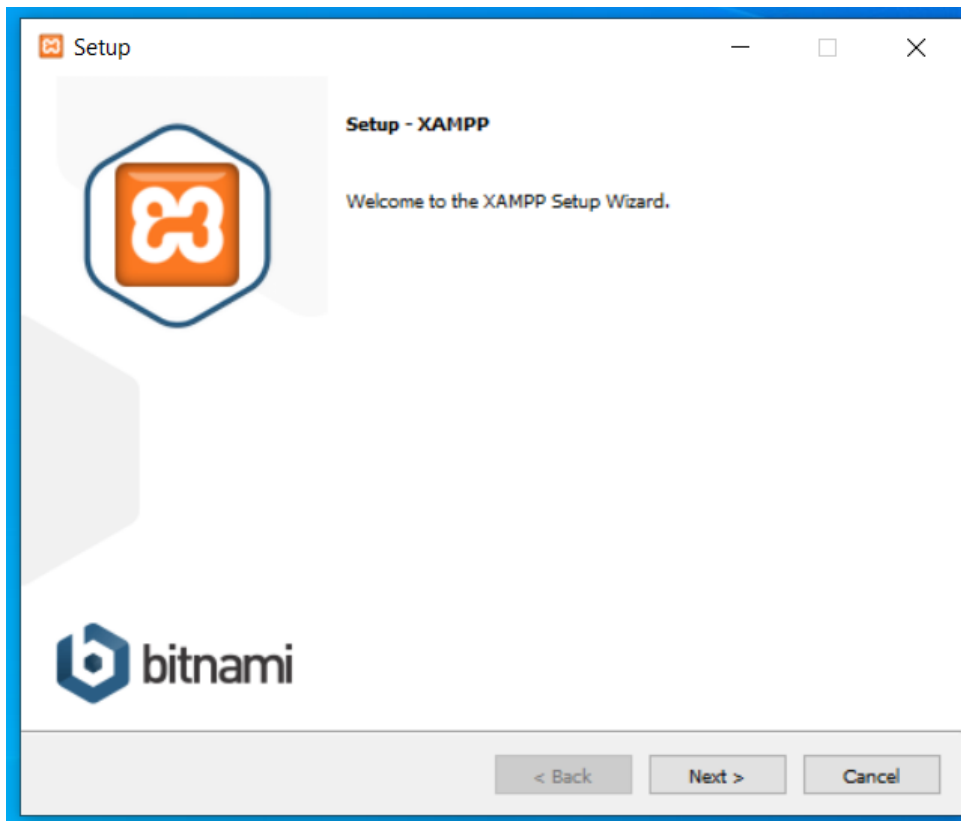 Setup
Setup - XAMPP
Welcome to the XAMPP Setup Wizard.
bitnami
< Back
Next >
Cancel